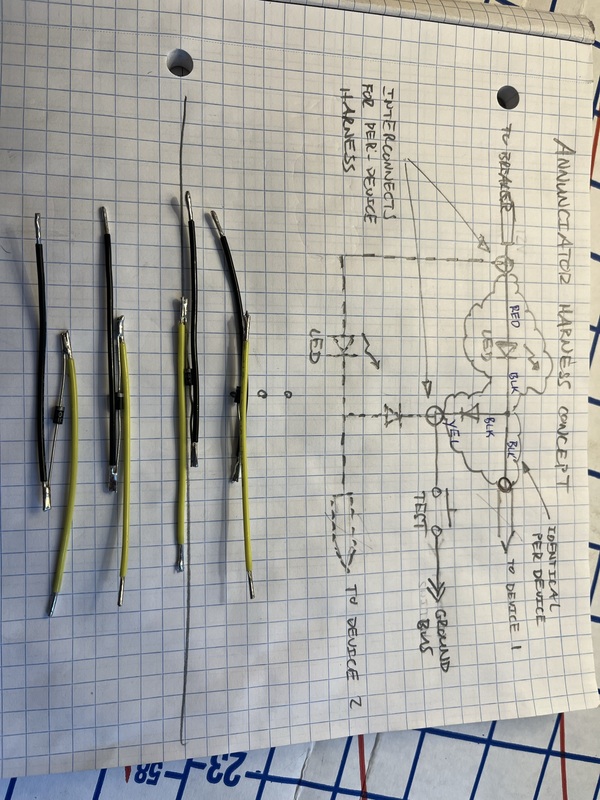 ANNUNCIATOR HARNESS CONCEPT
TO BREAKER
RED
BLK
BLK
LED
BLK
YEL
IDENTICAL
PER DEVICE
TO DEVICE 1
INTERCONNECTS
FOR PER-DEVICE
HARNESS
TEST
GROUND
BUS
LED
TO DEVICE 2
23
58